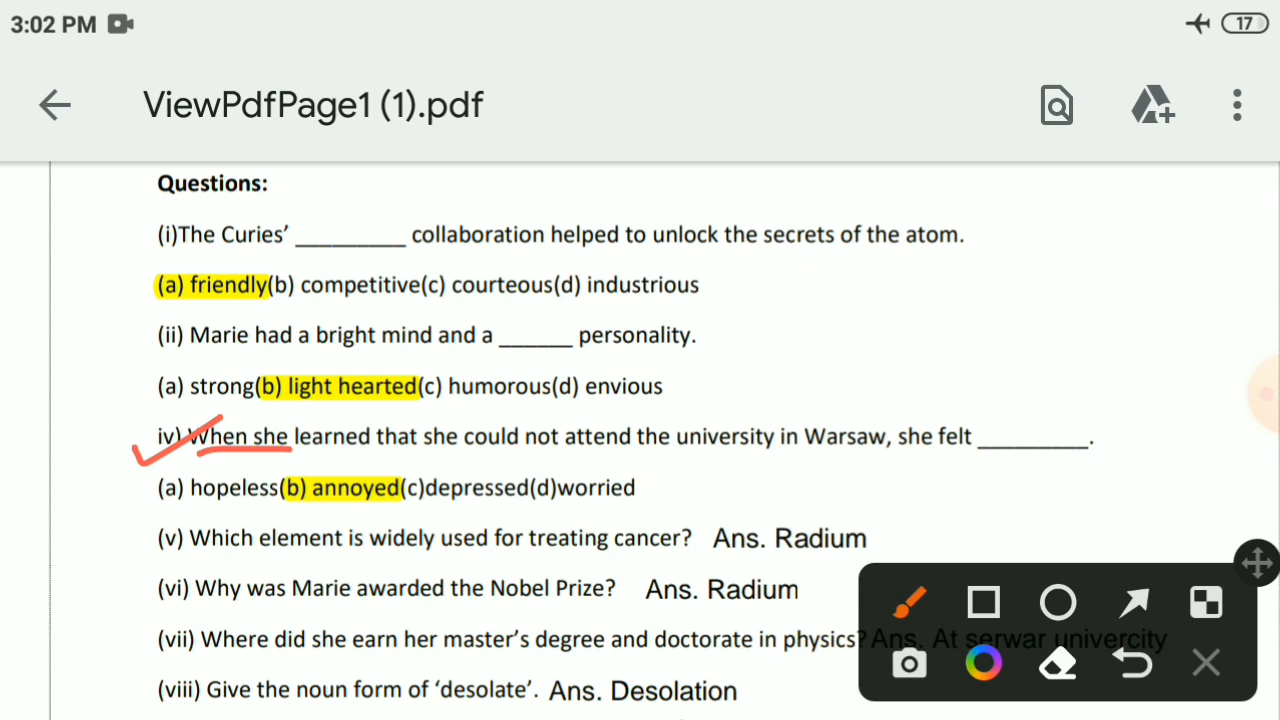 3:02 PM 17
ViewPdfPage1 (1).pdf
Questions:
(i)The Curies’ _________ collaboration helped to unlock the secrets of the atom.
(a) friendly(b) competitive(c) courteous(d) industrious
(ii) Marie had a bright mind and a ______ personality.
(a) strong(b) light hearted(c) humorous(d) envious
iv) When she learned that she could not attend the university in Warsaw, she felt _________.
(a) hopeless(b) annoyed(c)depressed(d)worried
(v) Which element is widely used for treating cancer? Ans. Radium
(vi) Why was Marie awarded the Nobel Prize? Ans. Radium
(vii) Where did she earn her master’s degree and doctorate in physics? Ans. At serwar univercity
(viii) Give the noun form of ‘desolate’. Ans. Desolation